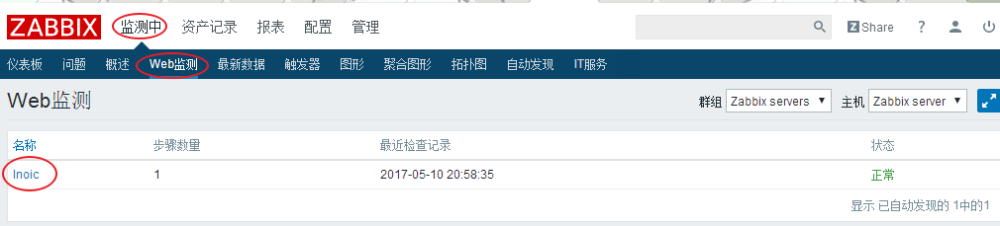 ZABBIX 监测中 资产记录 报表 配置 管理 Z Share ?
仪表板 问题 概述 Web监测 最新数据 触发器 图形 聚合图形 拓扑图 自动发现 IT服务
Web监测 群组 Zabbix servers 主机 Zabbix server
名称 步骤数量 最近检查记录 状态
Inoic 1 2017-05-10 20:58:35 正常
显示 已自动发现的 1中的1